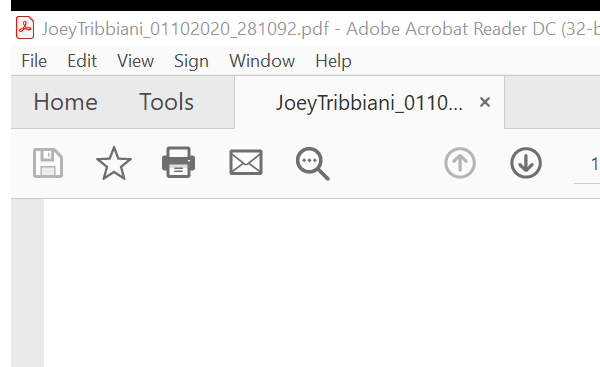 JoeyTribbiani_01102020_281092.pdf - Adobe Acrobat Reader DC (32-b
File Edit View Sign Window Help
Home Tools JoeyTribbiani_0110... ×
1